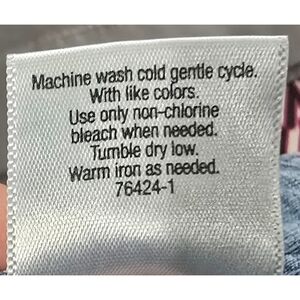 Machine wash cold gentle cycle.
With like colors.
Use only non-chlorine
bleach when needed.
Tumble dry low.
Warm iron as needed.
76424-1